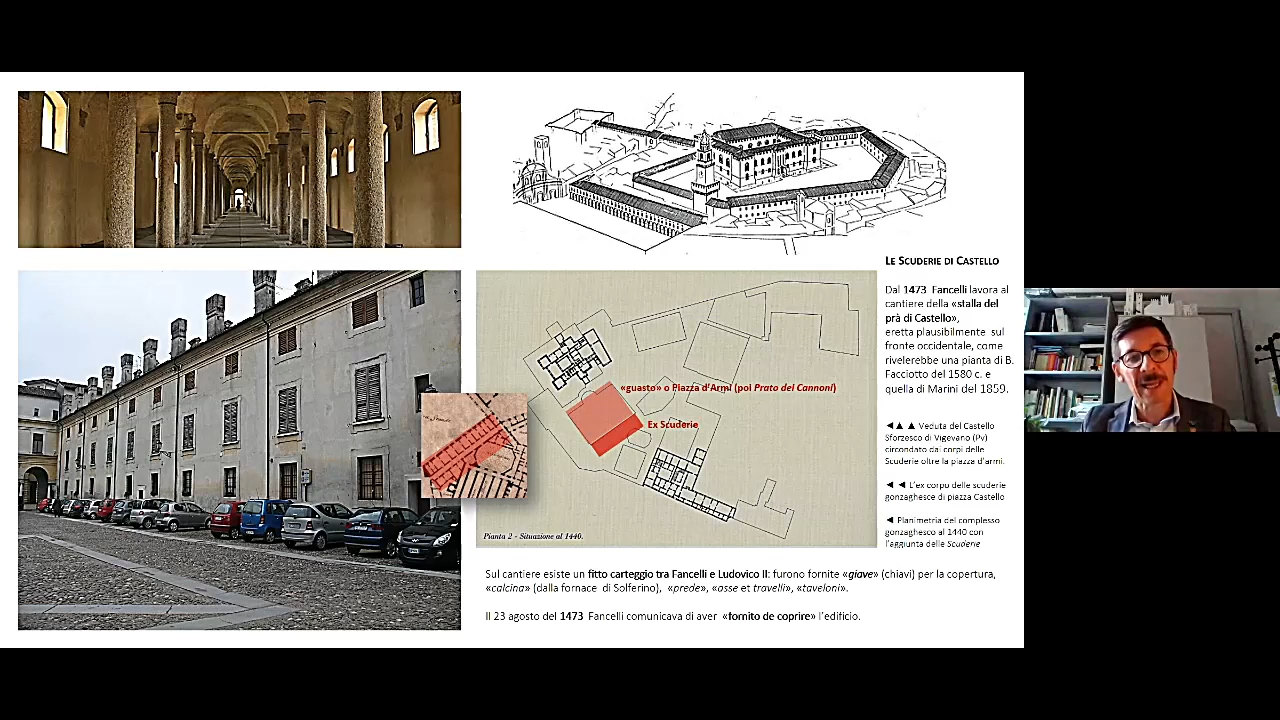 LE SCUDERIE DI CASTELLO
Dal 1473 Fancelli lavora al
cantiere della «stalla del
prà di Castello»,
eretta plausibilmente sul
fronte occidentale, come
rivelerebbe una pianta di B.
Facciotto del 1580 c. e
quella di Marini del 1859.
«guasto» o Piazza d'Armi (poi Prato dei Cannoni)
Ex Scuderie
Pianta 2 - Situazione al 1440.
◄▲ ▲ Veduta del Castello
Sforzesco di Vigevano (Pv)
circondato dai corpi delle
Scuderie oltre la piazza d'armi.
◄ ◄ L'ex corpo delle scuderie
gonzaghesche di piazza Castello
◄ Planimetria del complesso
gonzaghesco al 1440 con
l'aggiunta delle Scuderie
Sul cantiere esiste un fitto carteggio tra Fancelli e Ludovico II: furono fornite «giave» (chiavi) per la copertura,
«calcina» (dalla fornace di Solferino), «prede», «asse et travelli», «taveloni».
Il 23 agosto del 1473 Fancelli comunicava di aver «fornito de coprire» l'edificio.